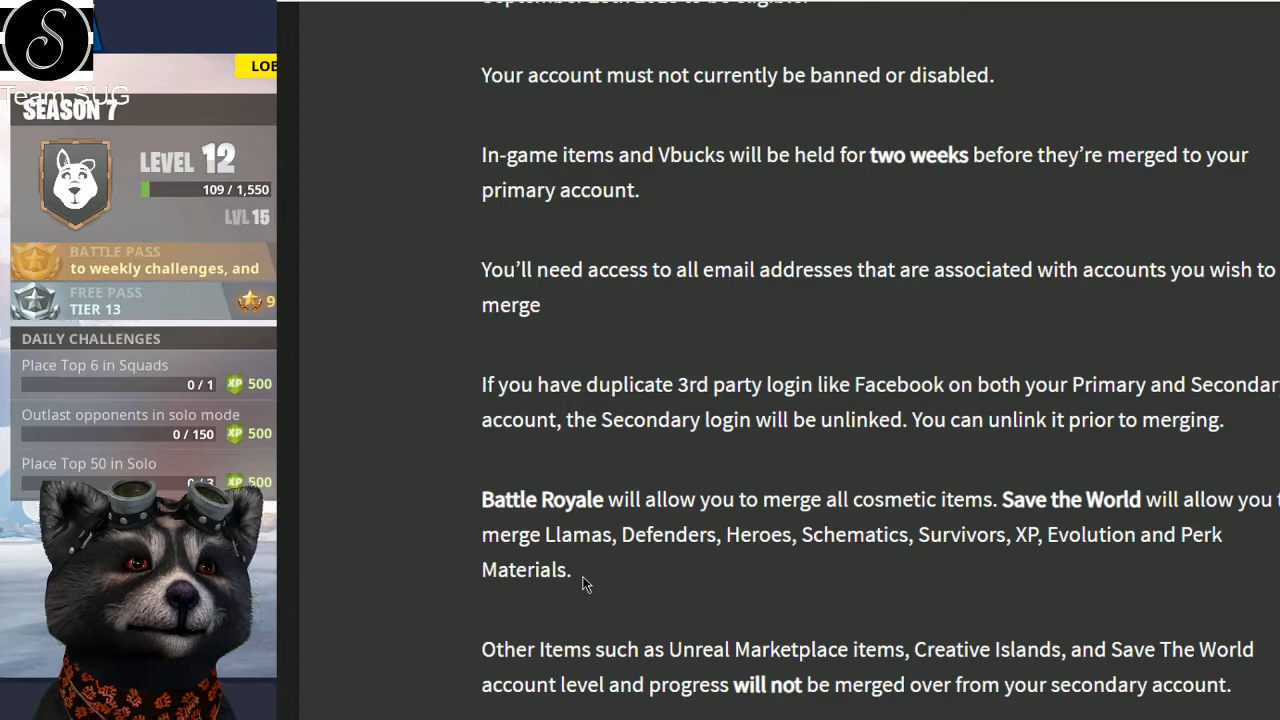 S
Team SUG
LOB
SEASON 7
LEVEL 12
109 / 1,550
LVL 15
BATTLE PASS
to weekly challenges, and
FREE PASS
TIER 13
9
DAILY CHALLENGES
Place Top 6 in Squads
0 / 1
XP 500
Outlast opponents in solo mode
0 / 150
XP 500
Place Top 50 in Solo
0 / 3
XP 500
Your account must not currently be banned or disabled.
In-game items and Vbucks will be held for two weeks before they’re merged to your
primary account.
You’ll need access to all email addresses that are associated with accounts you wish to
merge
If you have duplicate 3rd party login like Facebook on both your Primary and Secondar
account, the Secondary login will be unlinked. You can unlink it prior to merging.
Battle Royale will allow you to merge all cosmetic items. Save the World will allow you t
merge Llamas, Defenders, Heroes, Schematics, Survivors, XP, Evolution and Perk
Materials.
Other Items such as Unreal Marketplace items, Creative Islands, and Save The World
account level and progress will not be merged over from your secondary account.